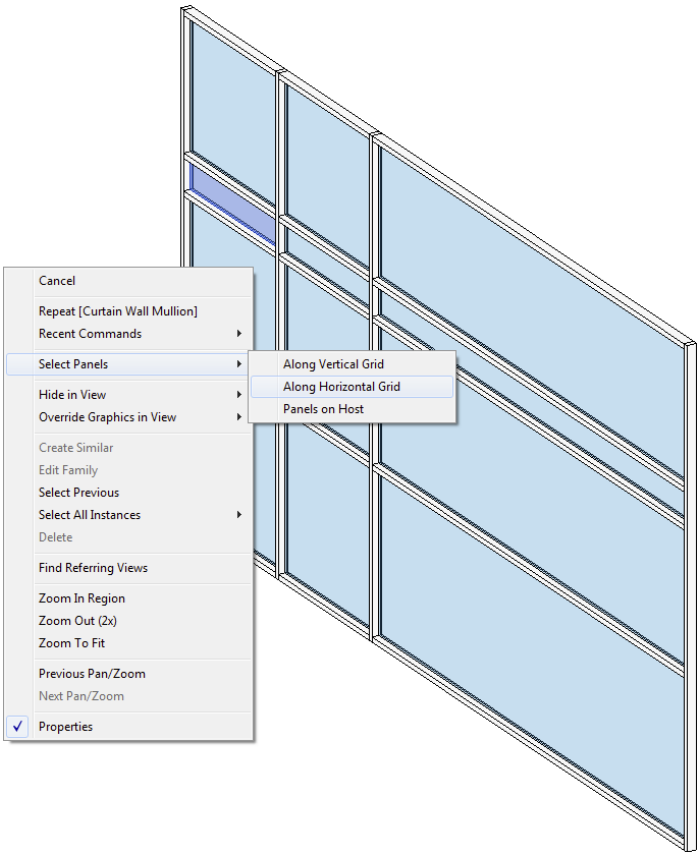 Cancel
Repeat [Curtain Wall Mullion]
Recent Commands
Select Panels
Along Vertical Grid
Along Horizontal Grid
Panels on Host
Hide in View
Override Graphics in View
Create Similar
Edit Family
Select Previous
Select All Instances
Delete
Find Referring Views
Zoom In Region
Zoom Out (2x)
Zoom To Fit
Previous Pan/Zoom
Next Pan/Zoom
Properties